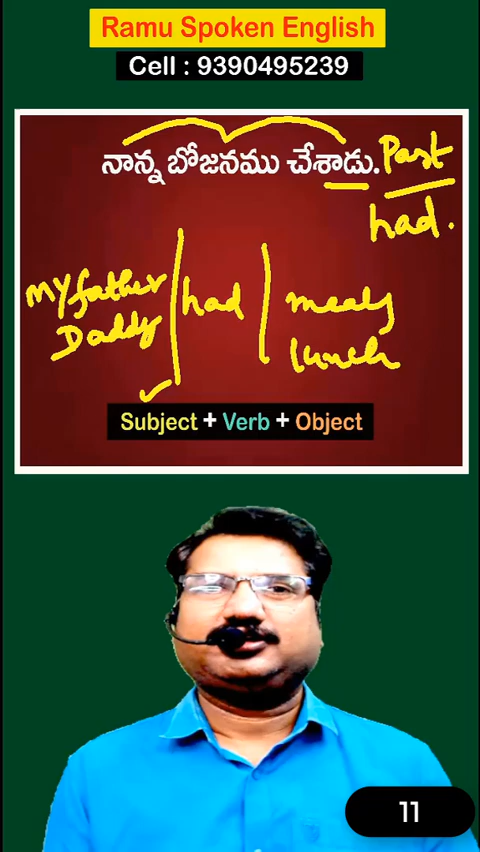 Ramu Spoken English
Cell : 9390495239
నాన్న బోజనము చేశాడు. Past
had.
my father had meals
Daddy lunch
Subject + Verb + Object
11